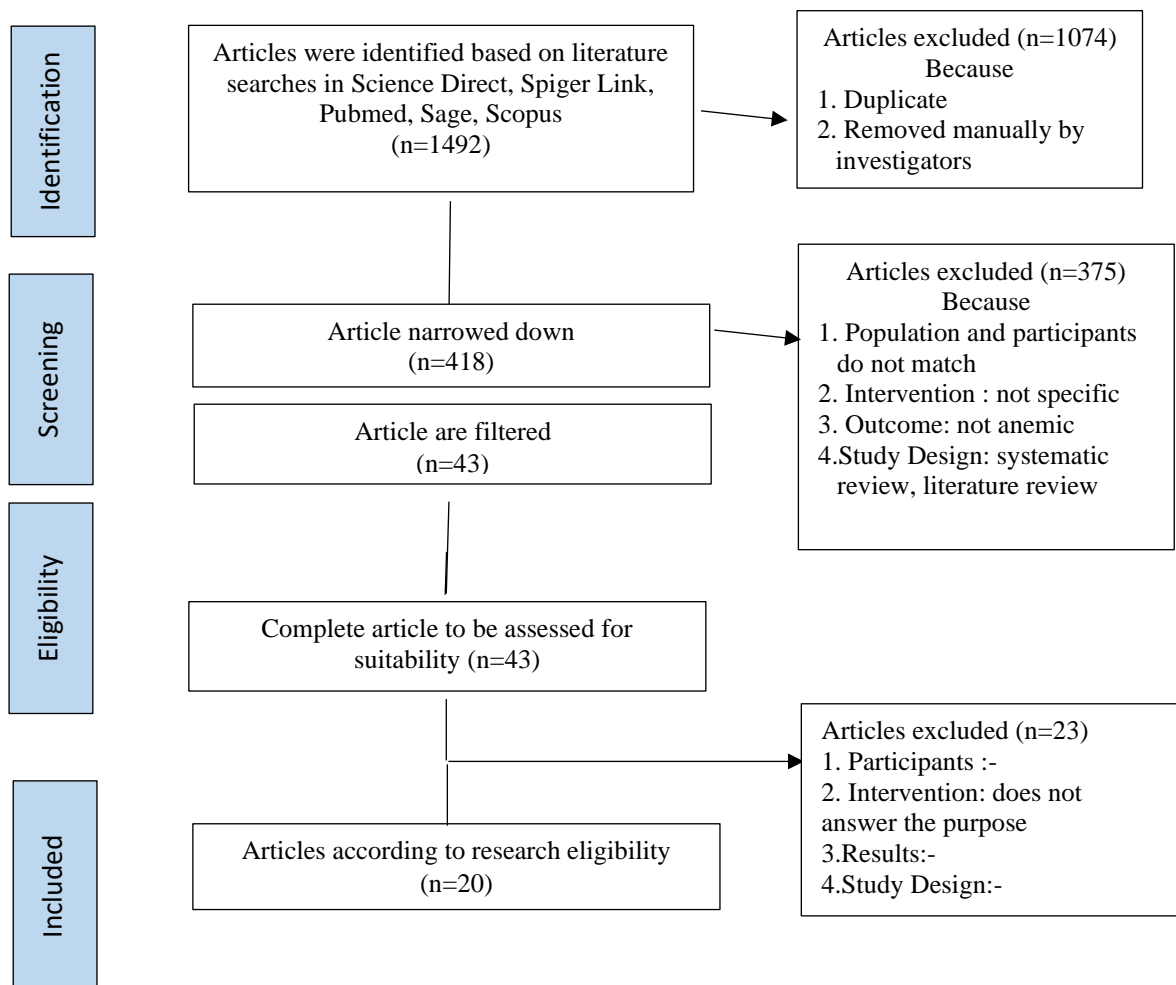 Identification
Articles were identified based on literature
searches in Science Direct, Spiger Link,
Pubmed, Sage, Scopus
(n=1492)
Articles excluded (n=1074)
Because
1. Duplicate
2. Removed manually by
investigators
Screening
Article narrowed down
(n=418)
Article are filtered
(n=43)
Articles excluded (n=375)
Because
1. Population and participants
do not match
2. Intervention : not specific
3. Outcome: not anemic
4.Study Design: systematic
review, literature review
Eligibility
Complete article to be assessed for
suitability (n=43)
Articles excluded (n=23)
1. Participants :-
2. Intervention: does not
answer the purpose
3.Results:-
4.Study Design:-
Included
Articles according to research eligibility
(n=20)